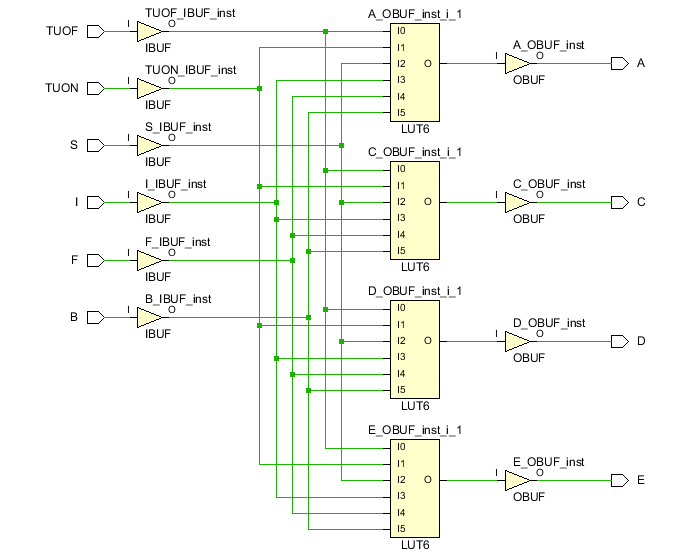 TUOF_IBUF_inst
TUOF
I
O
IBUF
TUON_IBUF_inst
TUON
I
O
IBUF
S_IBUF_inst
S
I
O
IBUF
I_IBUF_inst
I
I
O
IBUF
F_IBUF_inst
F
I
O
IBUF
B_IBUF_inst
B
I
O
IBUF
A_OBUF_inst_i_1
I0
I1
I2
I3
I4
I5
O
LUT6
A_OBUF_inst
I
O
OBUF
A
C_OBUF_inst_i_1
I0
I1
I2
I3
I4
I5
O
LUT6
C_OBUF_inst
I
O
OBUF
C
D_OBUF_inst_i_1
I0
I1
I2
I3
I4
I5
O
LUT6
D_OBUF_inst
I
O
OBUF
D
E_OBUF_inst_i_1
I0
I1
I2
I3
I4
I5
O
LUT6
E_OBUF_inst
I
O
OBUF
E